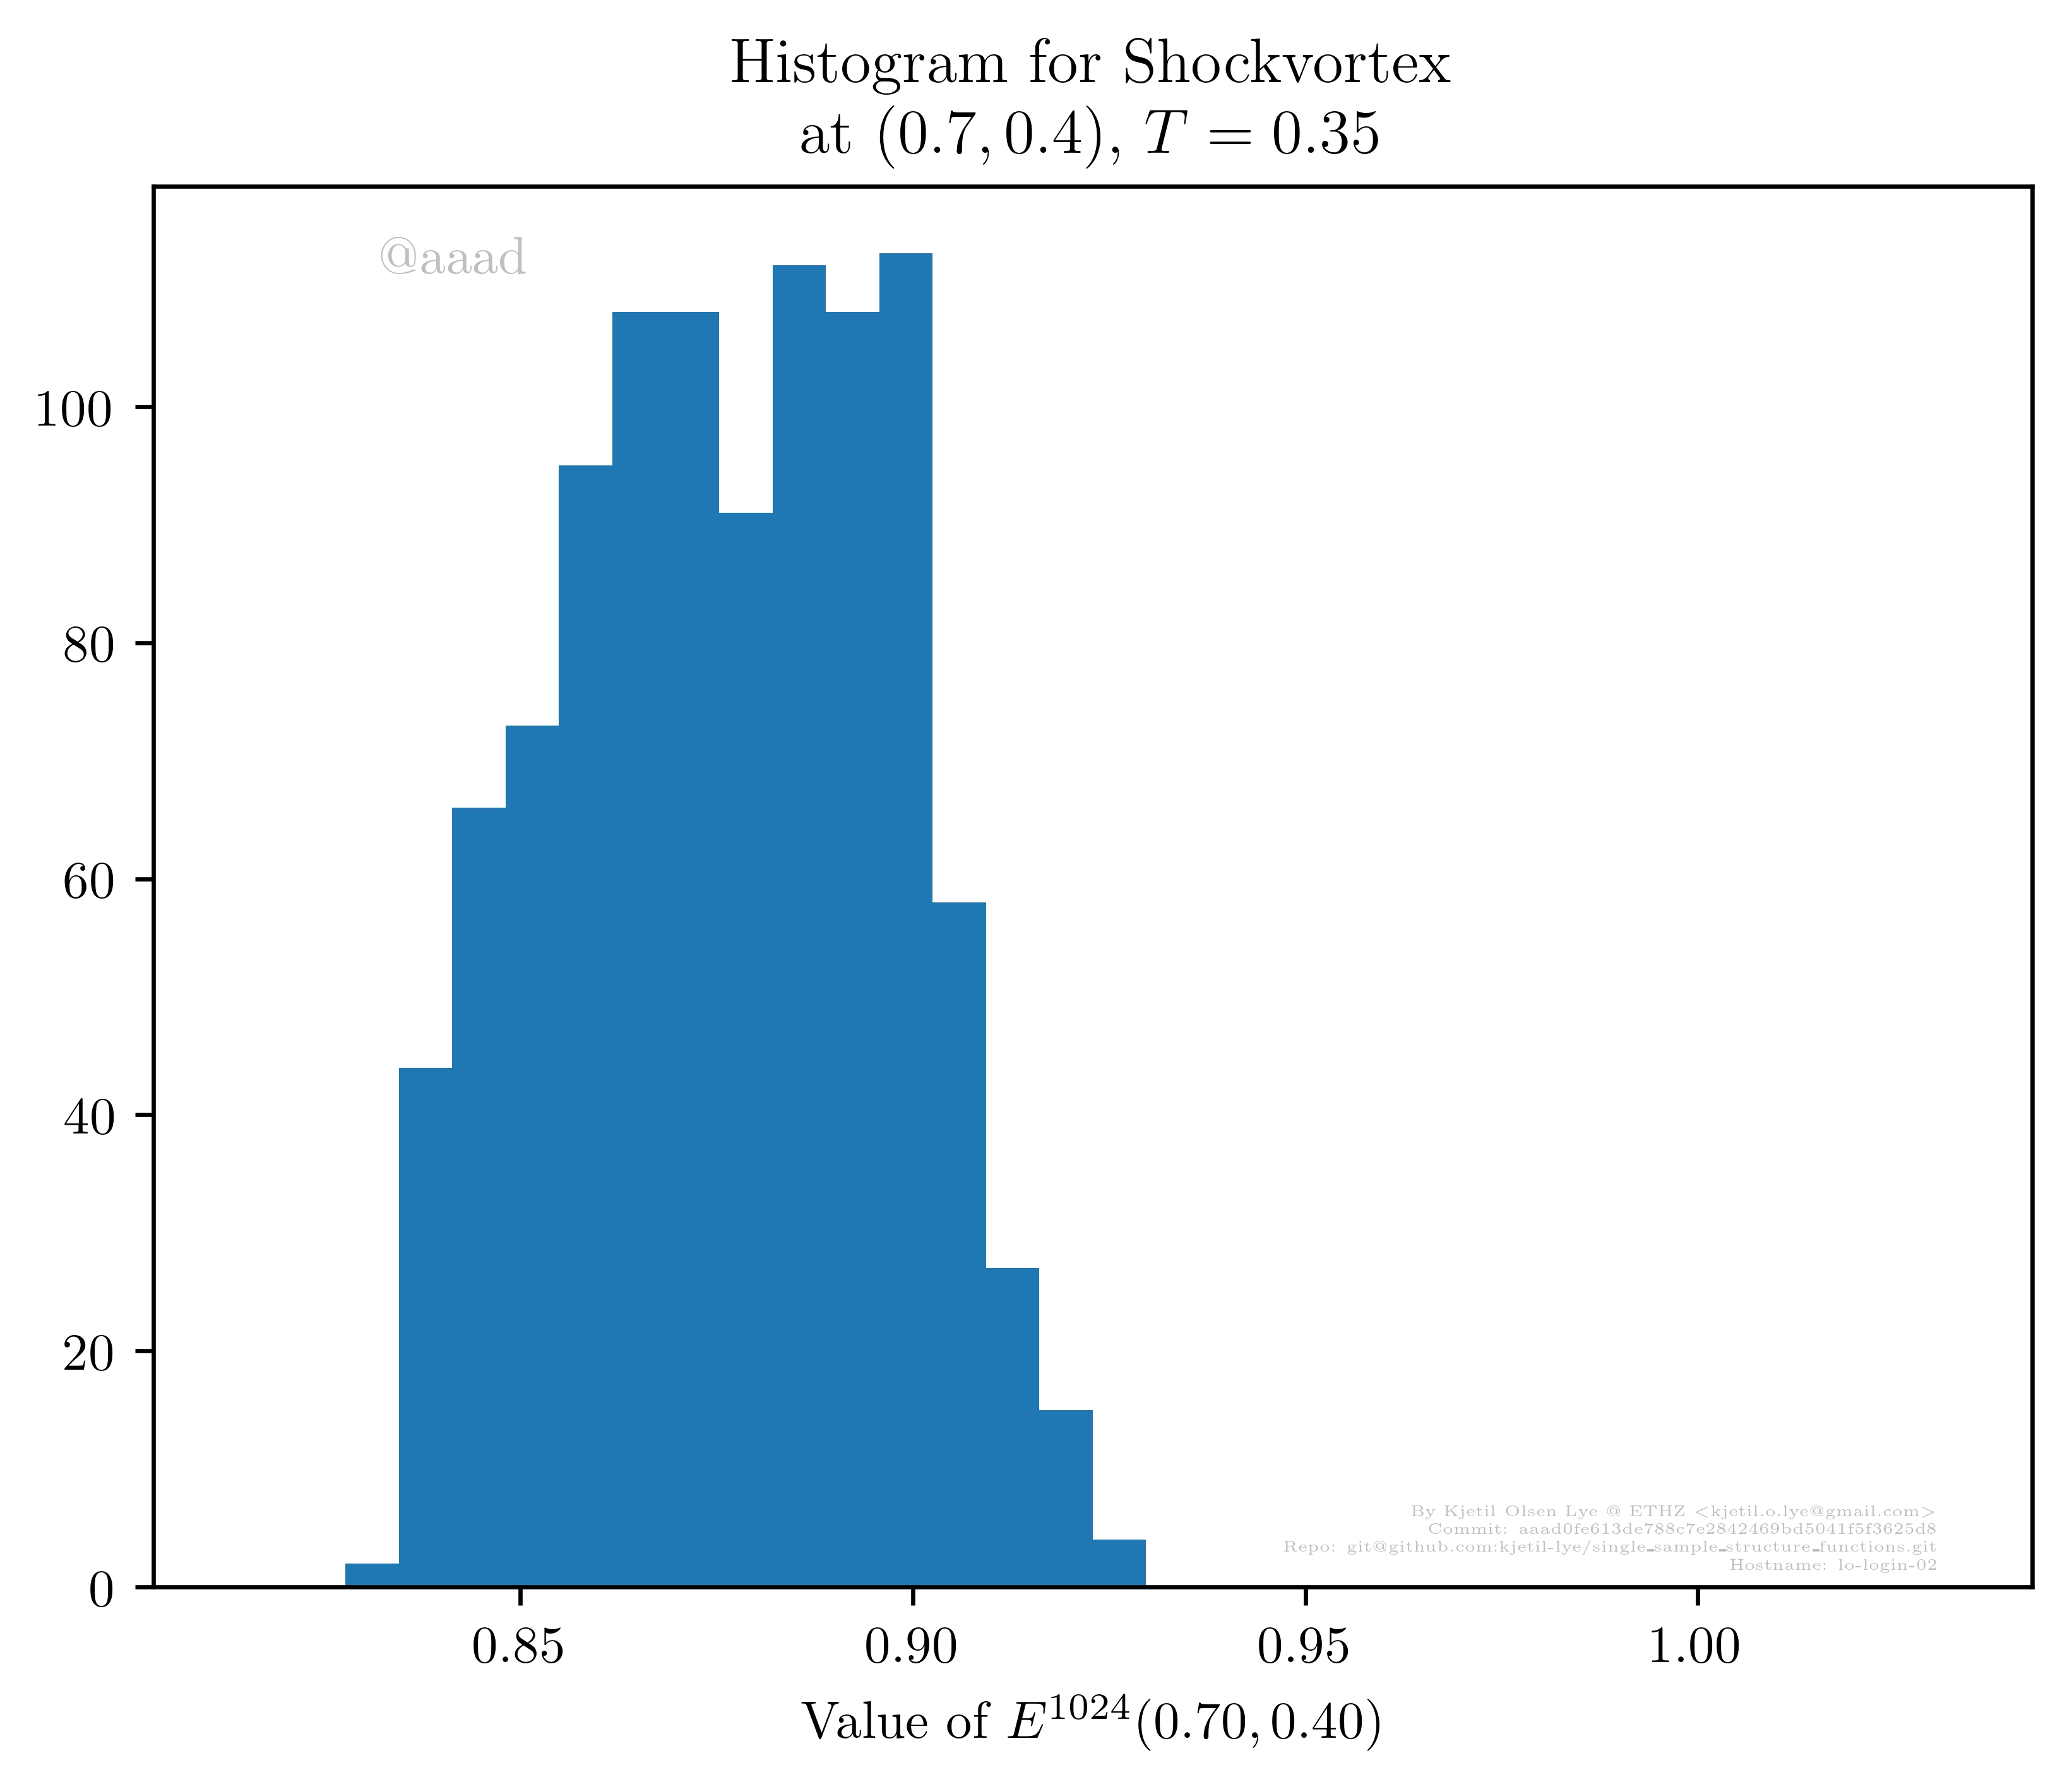 Histogram for Shockvortex
at (0.7, 0.4), T = 0.35
@aaad
100
80
60
40
20
0
By Kjetil Olsen Lye @ ETHZ <kjetil.o.lye@gmail.com>
Commit: aaad0fe613de788c7e2842469bd5041f5f3625d8
Repo: git@github.com:kjetil-lye/single_sample_structure_functions.git
Hostname: lo-login-02
0.85 0.90 0.95 1.00
Value of E^1024(0.70, 0.40)